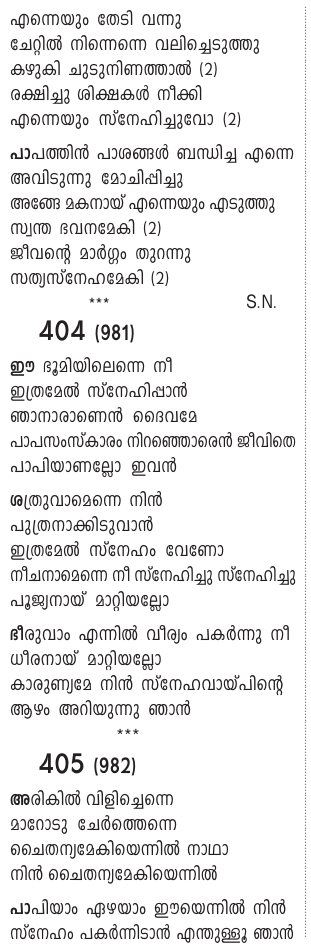 എന്നെയും തേടി വന്നു
ചേറ്റിൽ നിന്നെന്നെ വലിച്ചെടുത്തു
കഴുകി ചുടുനിണത്താൽ (2)
രക്ഷിച്ചു ശിക്ഷകൾ നീക്കി
എന്നെയും സ്നേഹിച്ചുവോ (2)
പാപത്തിൻ പാശങ്ങൾ ബന്ധിച്ച എന്നെ
അവിടുന്നു മോചിപ്പിച്ചു
അങ്ങേ മകനായ് എന്നെയും എടുത്തു
സ്വന്ത ഭവനമേകി (2)
ജീവന്റെ മാർഗ്ഗം തുറന്നു
സത്യസ്നേഹമേകി (2)
*** S.N.
404 (981)
ഈ ഭൂമിയിലെന്നെ നീ
ഇത്രമേൽ സ്നേഹിപ്പാൻ
ഞാനാരാണെൻ ദൈവമേ
പാപസംസ്കാരം നിറഞ്ഞൊരെൻ ജീവിതെ
പാപിയാണല്ലോ ഇവൻ
ശത്രുവാമെന്നെ നിൻ
പുത്രനാക്കിടുവാൻ
ഇത്രമേൽ സ്നേഹം വേണോ
നീചനാമെന്നെ നീ സ്നേഹിച്ചു സ്നേഹിച്ചു
പൂജ്യനായ് മാറ്റിയല്ലോ
ഭീരുവാം എന്നിൽ വീര്യം പകർന്നു നീ
ധീരനായ് മാറ്റിയല്ലോ
കാരുണ്യമേ നിൻ സ്നേഹവായ്പിന്റെ
ആഴം അറിയുന്നു ഞാൻ
***
405 (982)
അരികിൽ വിളിച്ചെന്നെ
മാറോടു ചേർത്തെന്നെ
ചൈതന്യമേകിയെന്നിൽ നാഥാ
നിൻ ചൈതന്യമേകിയെന്നിൽ
പാപിയാം ഏഴയാം ഈയെന്നിൽ നിൻ
സ്നേഹം പകർന്നിടാൻ എന്തുള്ളൂ ഞാൻ